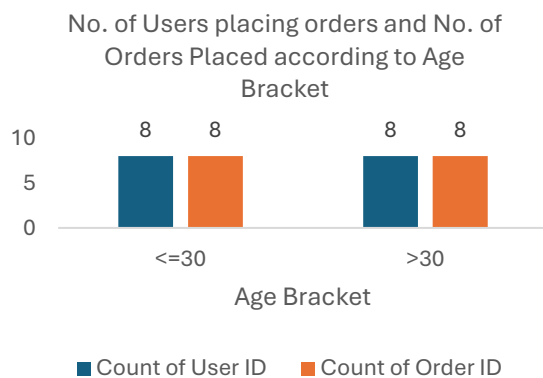 No. of Users placing orders and No. of
Orders Placed according to Age
Bracket
10
5
0
8
8
8
8
<=30
>30
Age Bracket
Count of User ID
Count of Order ID